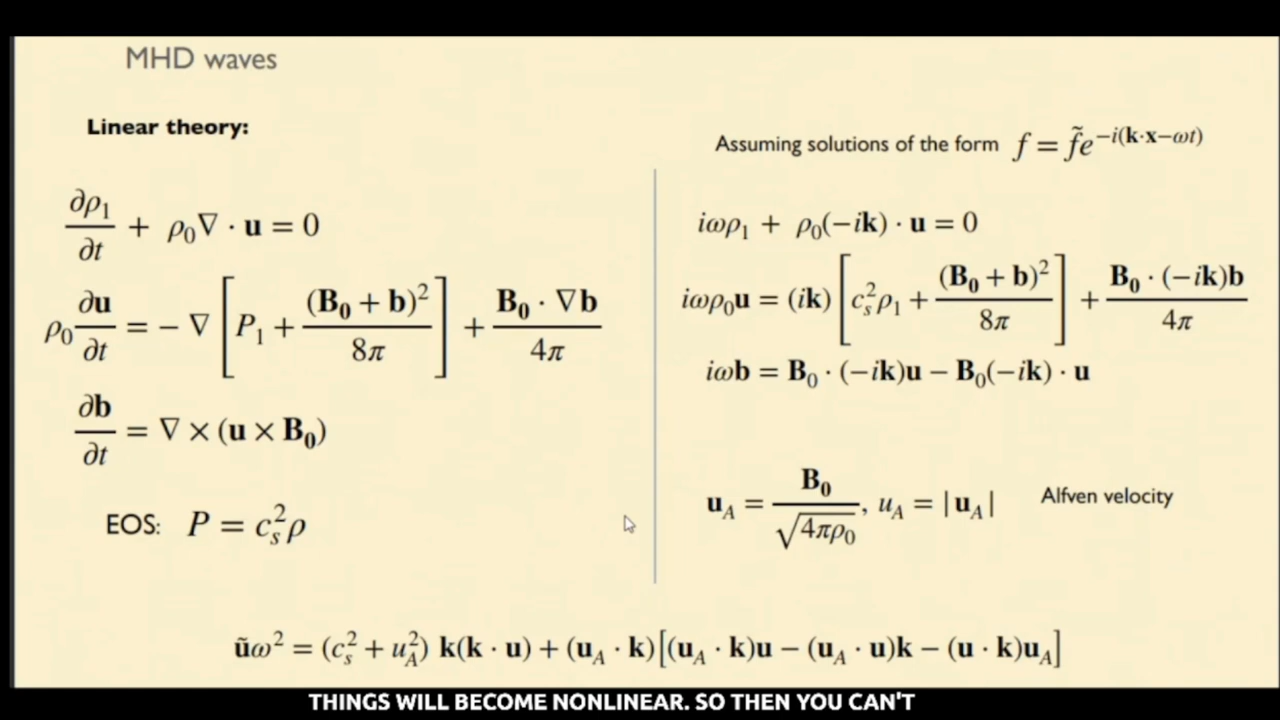 MHD waves
Linear theory:
∂ρ₁/∂t + ρ₀∇ · u = 0
ρ₀ ∂u/∂t = − ∇ [P₁ + (B₀ + b)²/8π] + B₀ · ∇b/4π
∂b/∂t = ∇ × (u × B₀)
EOS: P = c_s²ρ
Assuming solutions of the form f = f̃e^{−i(k·x−ωt)}
iωρ₁ + ρ₀(−ik) · u = 0
iωρ₀u = (ik) [c_s²ρ₁ + (B₀ + b)²/8π] + B₀ · (−ik)b/4π
iωb = B₀ · (−ik)u − B₀(−ik) · u
u_A = B₀/√(4πρ₀), u_A = |u_A| Alfven velocity
ũω² = (c_s² + u_A²) k(k · u) + (u_A · k)[(u_A · k)u − (u_A · u)k − (u · k)u_A]
THINGS WILL BECOME NONLINEAR. SO THEN YOU CAN'T